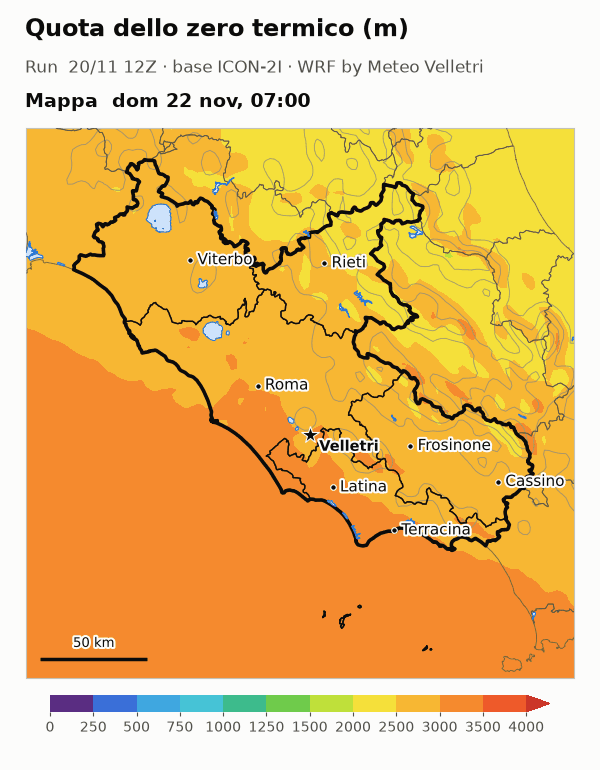 Quota dello zero termico (m)
Run 20/11 12Z · base ICON-2I · WRF by Meteo Velletri
Mappa dom 22 nov, 07:00
Viterbo
Rieti
Roma
Velletri
Frosinone
Cassino
Latina
Terracina
50 km
0 250 500 750 1000 1250 1500 2000 2500 3000 3500 4000